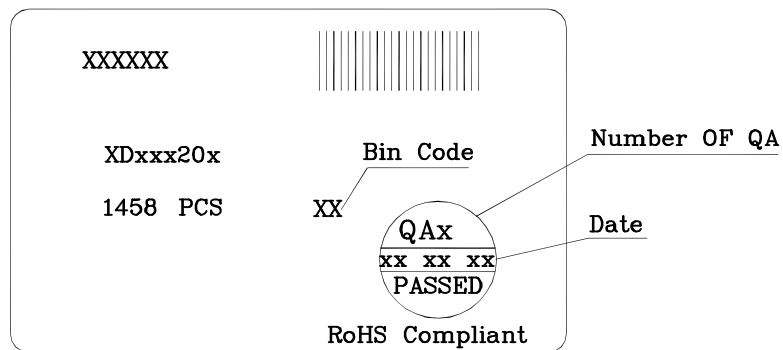 XXXXXX
XDxxx20x
Bin Code
Number OF QA
1458 PCS
XX
QAx
Date
xx xx xx
PASSED
RoHS Compliant